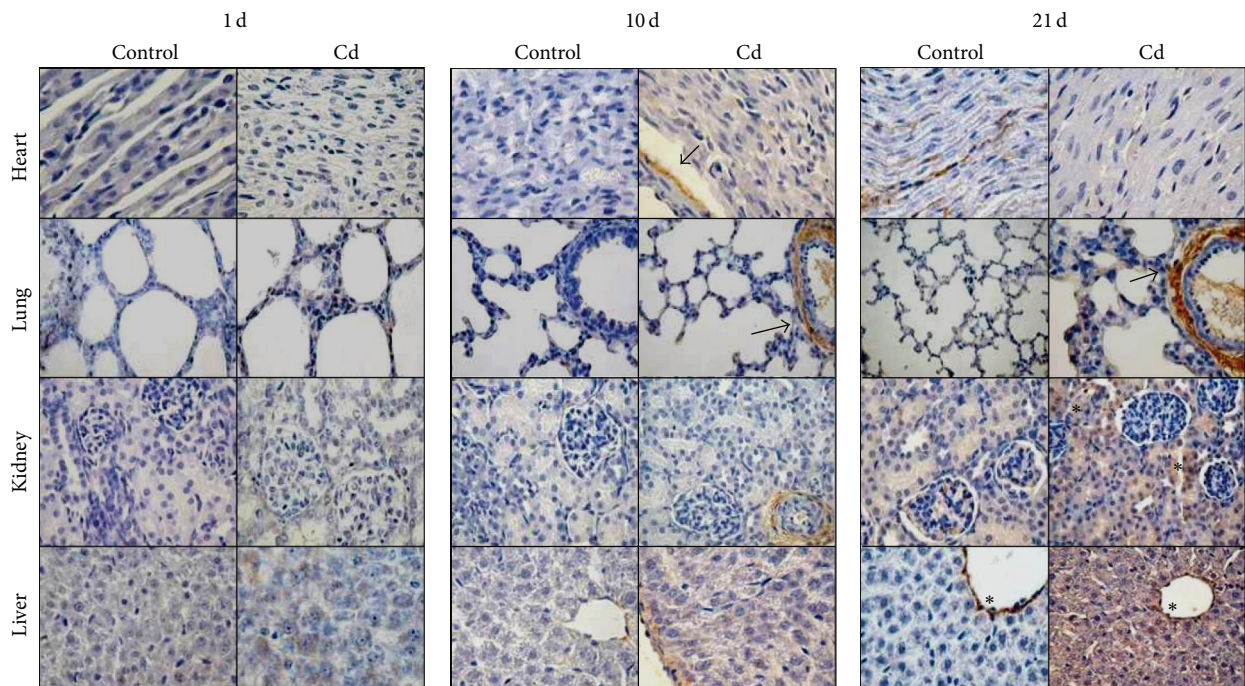 1 d 10 d 21 d
Control Cd Control Cd Control Cd
Heart
*
Lung
Kidney
* *
Liver
* *